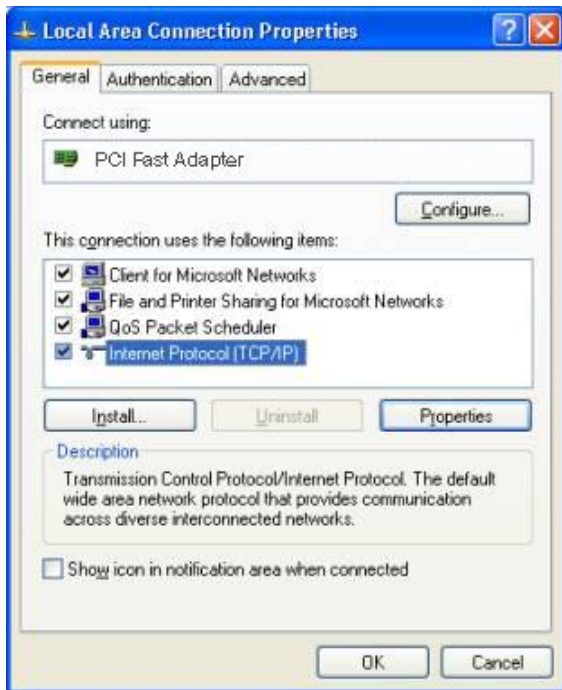 Local Area Connection Properties
General Authentication Advanced
Connect using:
PCI Fast Adapter
Configure...
This connection uses the following items:
Client for Microsoft Networks
File and Printer Sharing for Microsoft Networks
QoS Packet Scheduler
Internet Protocol (TCP/IP)
Install... Uninstall Properties
Description
Transmission Control Protocol/Internet Protocol. The default
wide area network protocol that provides communication
across diverse interconnected networks.
Show icon in notification area when connected
OK Cancel